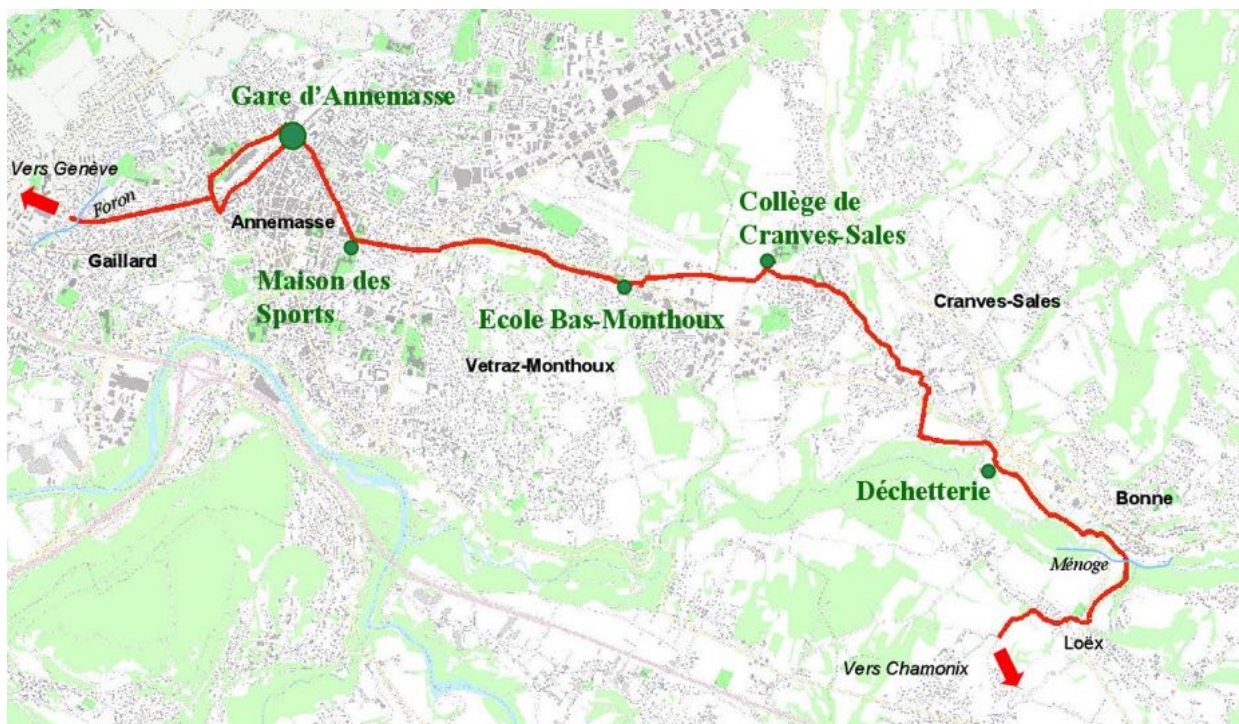 Gare d'Annemasse
Vers Genève
Foron
Annemasse
Gaillard
Maison des
Sports
Collège de
Cranves-Sales
Cranves-Sales
Ecole Bas-Monthoux
Vetraz-Monthoux
Déchetterie
Bonne
Ménoge
Loëx
Vers Chamonix